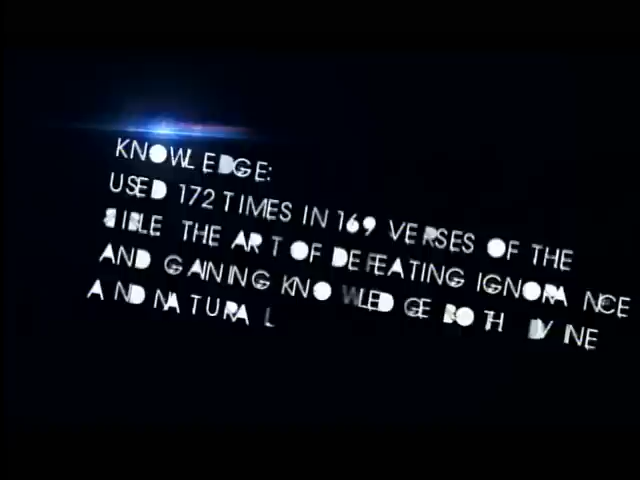 KNOWLEDGE:
USED 172 TIMES IN 169 VERSES OF THE
BIBLE THE ART OF DEFEATING IGNORANCE
AND GAINING KNOWLEDGE BOTH DIVINE
AND NATURAL